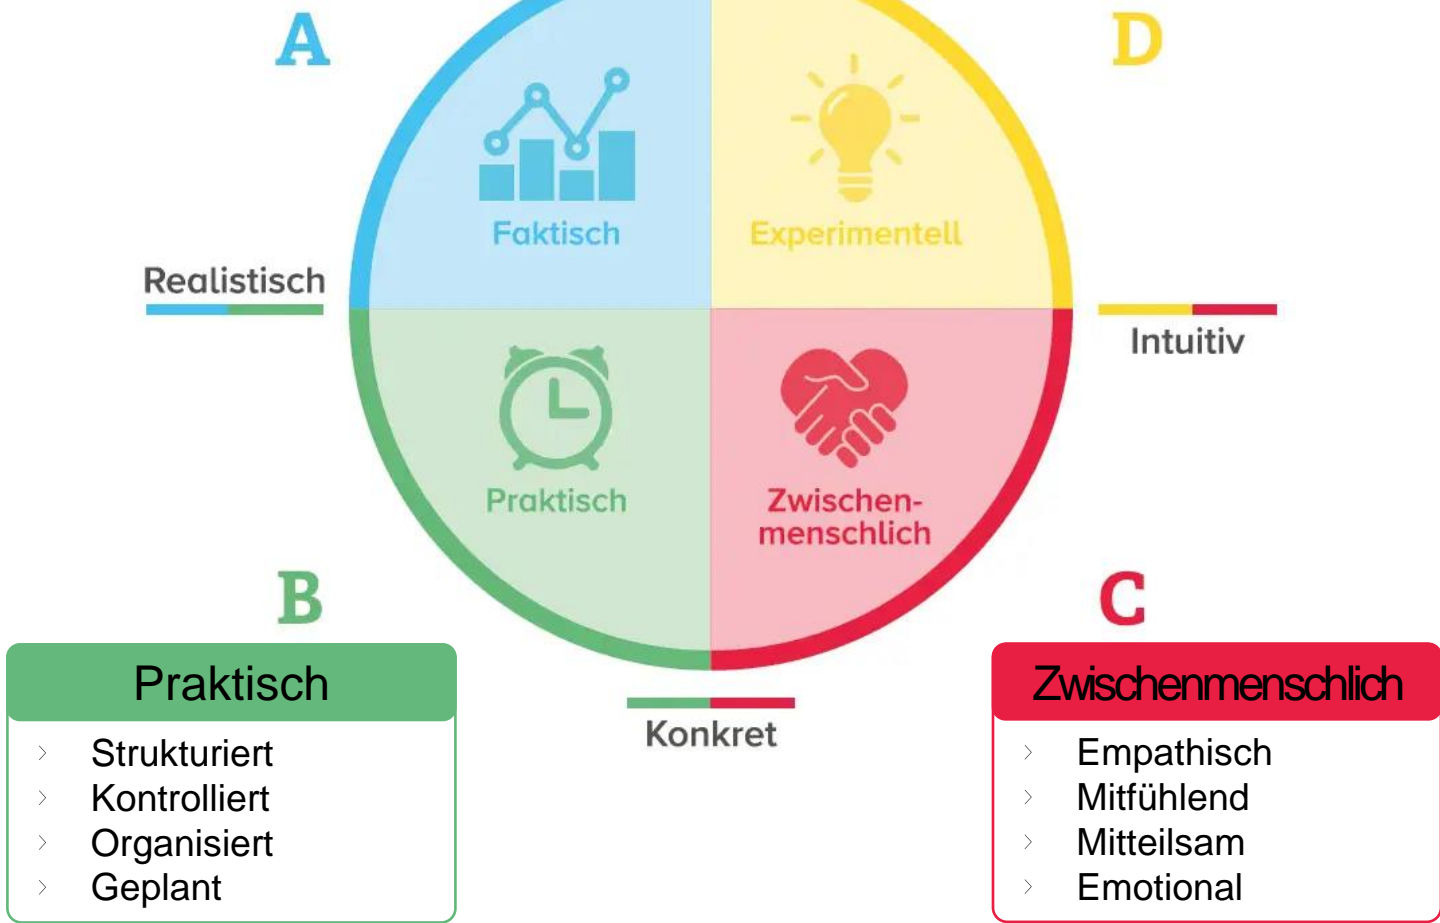 A
D
Faktisch
Experimentell
Realistisch
Intuitiv
Praktisch
Zwischen-
menschlich
B
C
Konkret
Praktisch
Strukturiert
Kontrolliert
Organisiert
Geplant
Zwischenmenschlich
Empathisch
Mitfühlend
Mitteilsam
Emotional